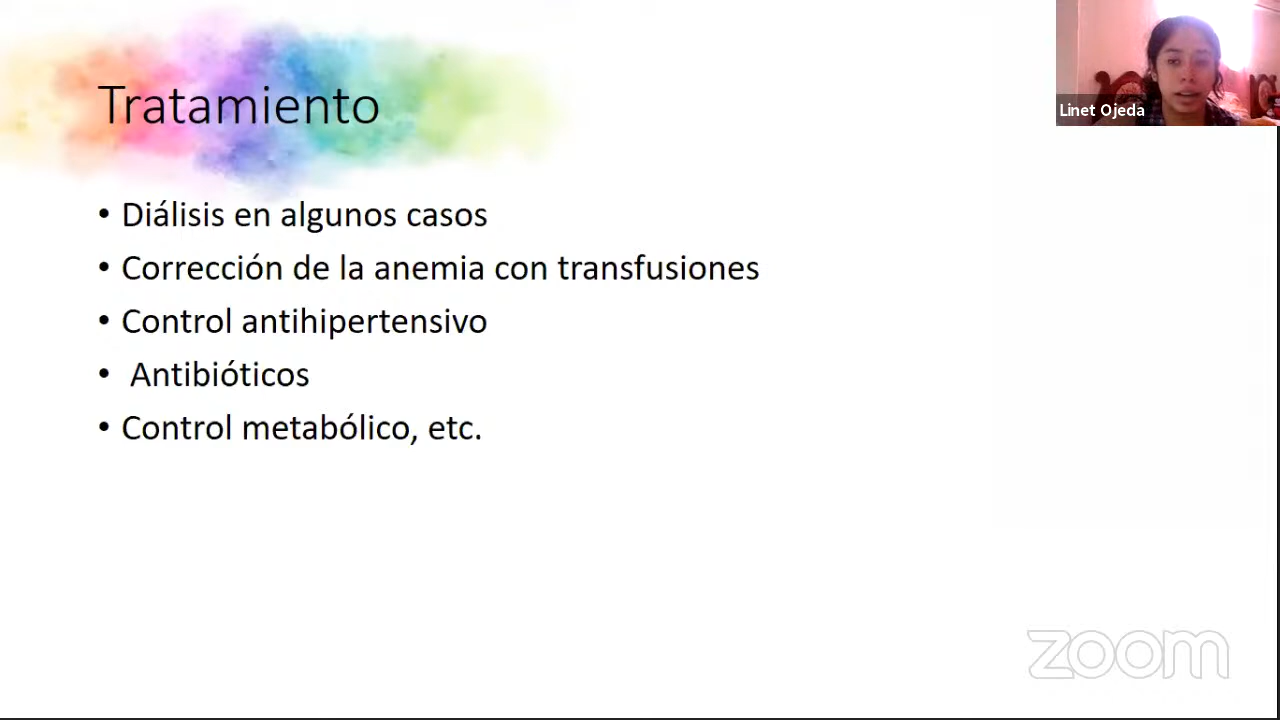 Tratamiento
Linet Ojeda
• Diálisis en algunos casos
• Corrección de la anemia con transfusiones
• Control antihipertensivo
• Antibióticos
• Control metabólico, etc.
zoom